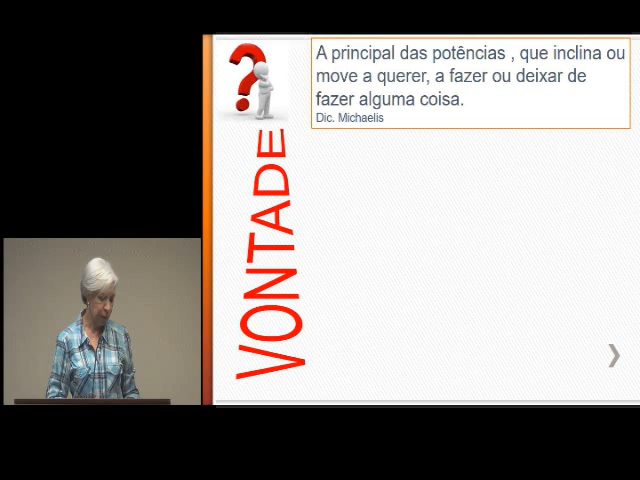 A principal das potências , que inclina ou
move a querer, a fazer ou deixar de
fazer alguma coisa.
Dic. Michaelis
VONTADE